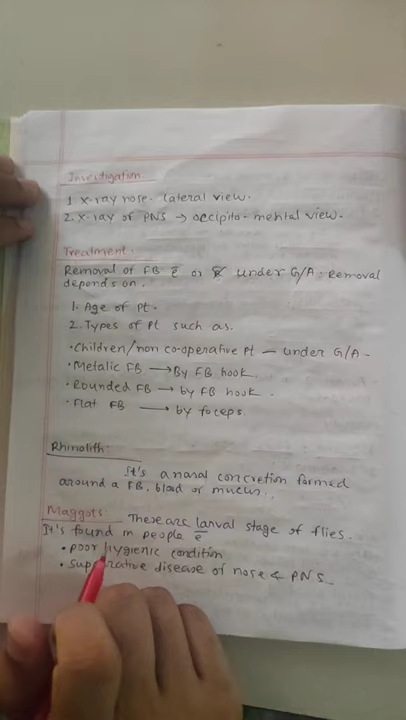 Investigation.
1. X-ray nose. lateral view.
2. X-ray of PNS → occipito-mental view.
Treatment:
Removal of FB c̄ or s̄ under G/A. Removal
depends on.
1. Age of Pt.
2. Types of Pt such as.
• Children/non co-operative Pt — under G/A -
• Metalic FB → By FB hook.
• Rounded FB → by FB hook.
• Flat FB → by foceps.
Rhinolith:
It's a nasal concretion formed
around a FB, blood or mucus.
Maggots: These are larval stage of flies.
It's found in people c̄
• poor hygienic condition
• suppurative disease of nose & PNS.